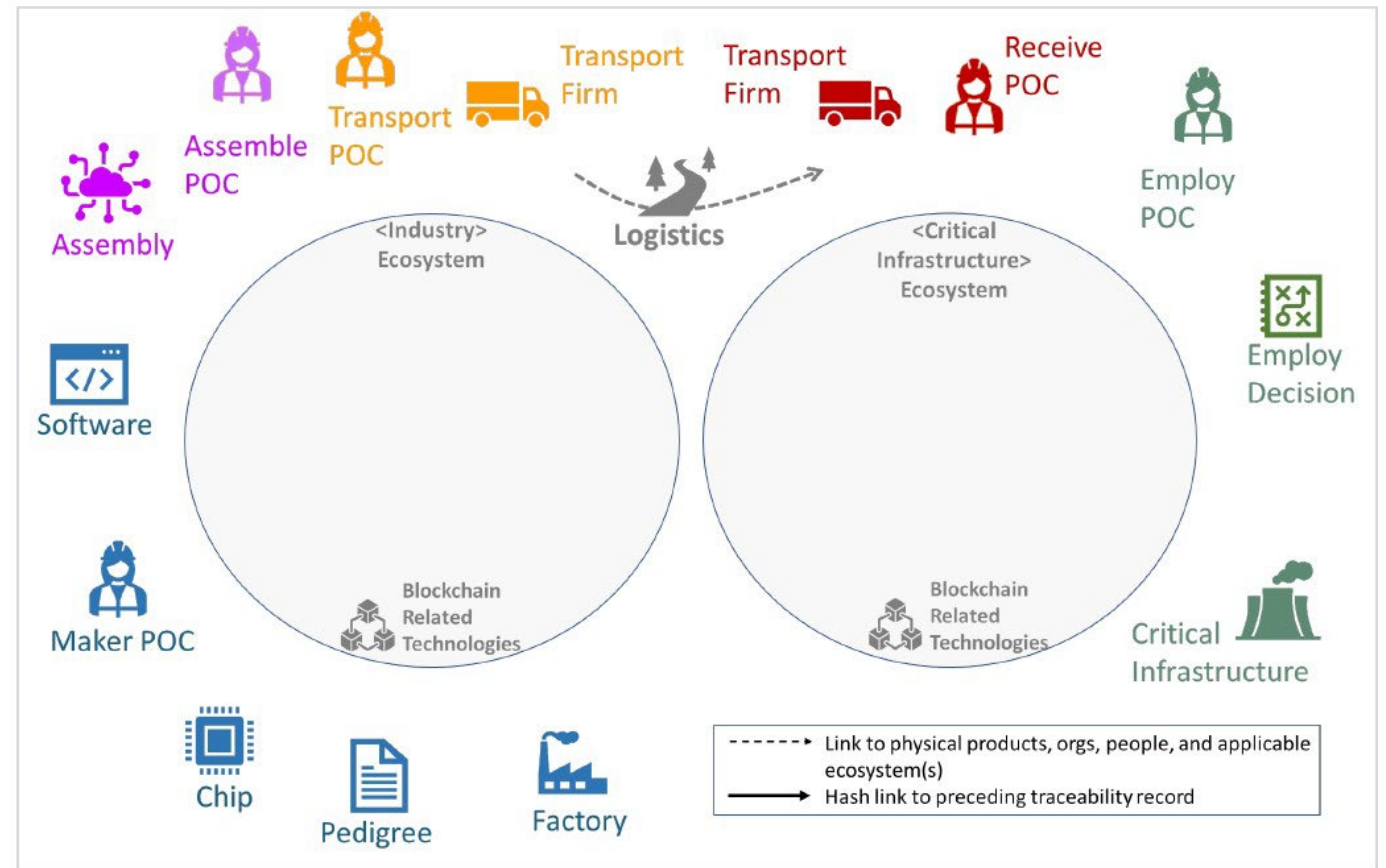 Transport
Firm
Transport
Firm
Receive
POC
Transport
POC
Assemble
POC
Employ
POC
Assembly
Logistics
<Industry>
Ecosystem
<Critical
Infrastructure>
Ecosystem
Employ
Decision
Software
Maker POC
Blockchain
Related
Technologies
Blockchain
Related
Technologies
Critical
Infrastructure
Chip
Pedigree
Factory
Link to physical products, orgs, people, and applicable
ecosystem(s)
Hash link to preceding traceability record